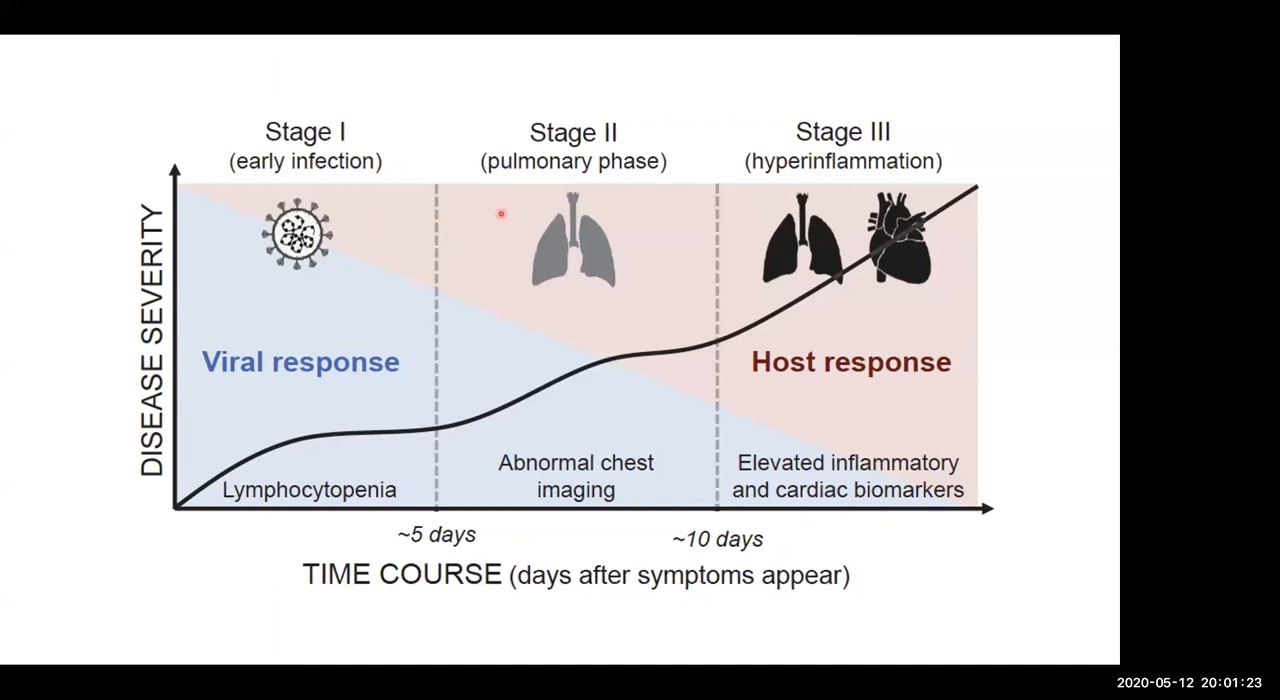 Stage I
(early infection)
Stage II
(pulmonary phase)
Stage III
(hyperinflammation)
DISEASE SEVERITY
Viral response
Host response
Lymphocytopenia
Abnormal chest
imaging
Elevated inflammatory
and cardiac biomarkers
~5 days
~10 days
TIME COURSE (days after symptoms appear)
2020-05-12 20:01:23